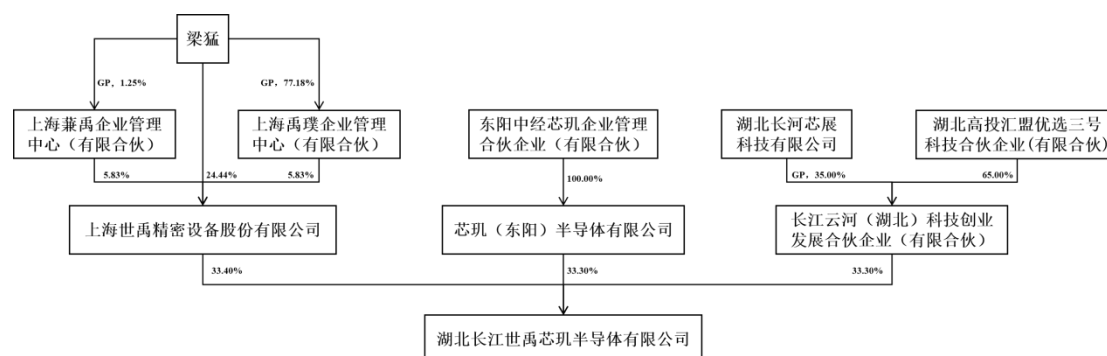 梁猛
GP，1.25%
GP，77.18%
上海兼禹企业管理
中心（有限合伙）
上海禹璞企业管理
中心（有限合伙）
东阳中经芯玑企业管理
合伙企业（有限合伙）
湖北长河芯展
科技有限公司
湖北高投汇盟优选三号
科技合伙企业(有限合伙)
5.83%
24.44%
5.83%
100.00%
GP，35.00%
65.00%
上海世禹精密设备股份有限公司
芯玑（东阳）半导体有限公司
长江云河（湖北）科技创业
发展合伙企业（有限合伙）
33.40%
33.30%
33.30%
湖北长江世禹芯玑半导体有限公司